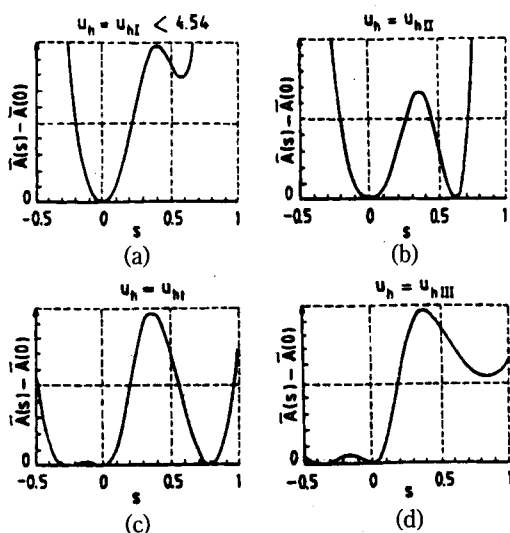 u_h = u_hI < 4.54
Ā(s) – Ā(0)
0
-0.5 0 0.5 1
s
(a)
u_h = u_hII
Ā(s) – Ā(0)
0
-0.5 0 0.5 1
s
(b)
u_h = u_ht
Ā(s) – Ā(0)
0
-0.5 0 0.5 1
s
(c)
u_h = u_hIII
Ā(s) – Ā(0)
0
-0.5 0 0.5 1
s
(d)